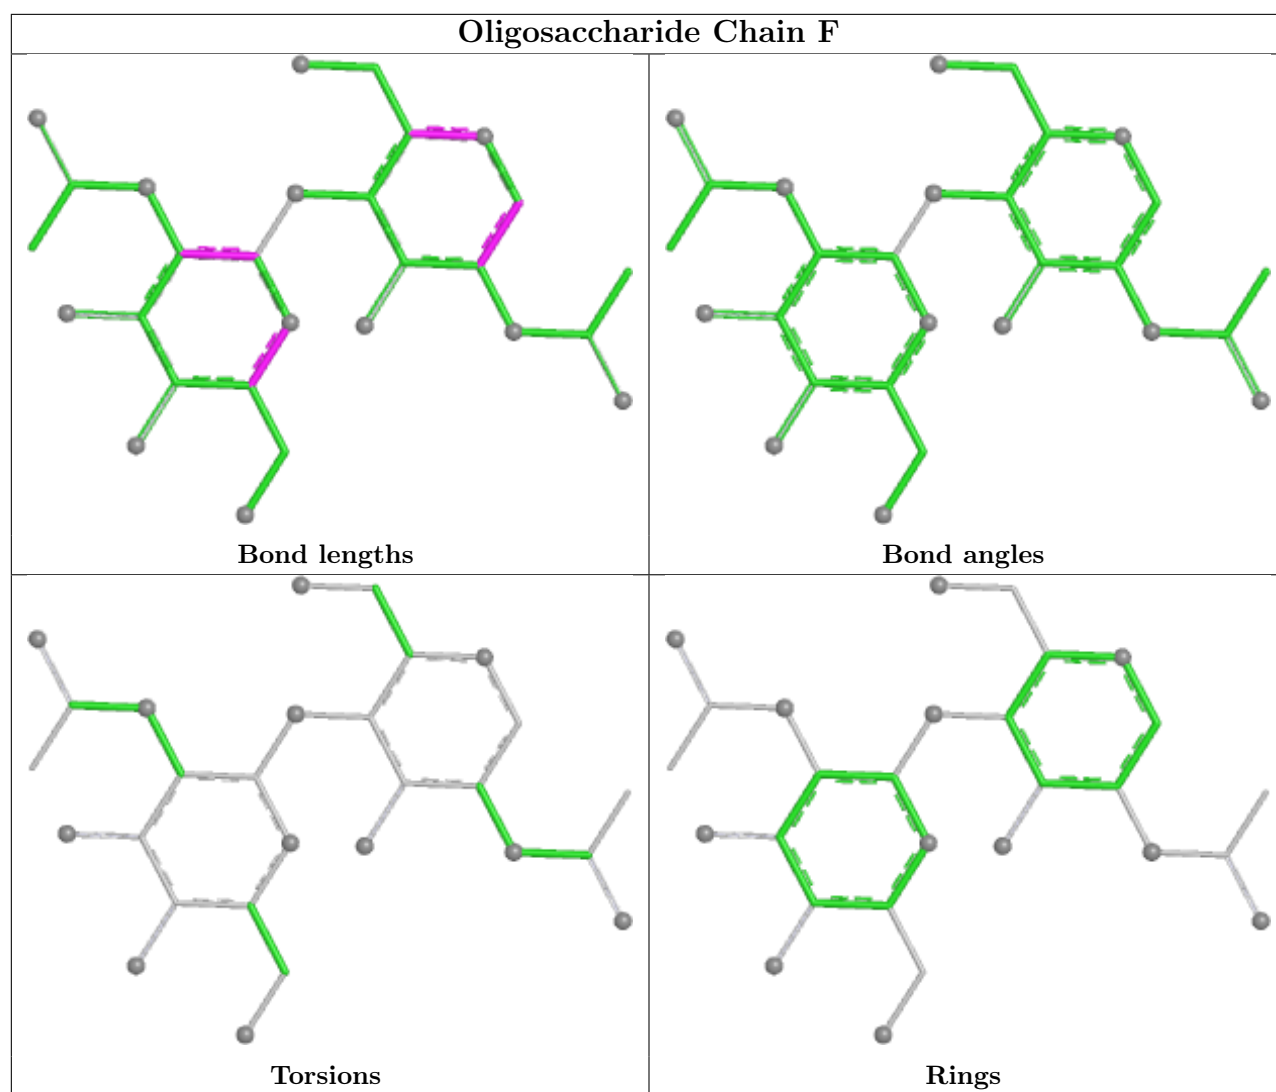 Oligosaccharide Chain F
Bond lengths
Bond angles
Torsions
Rings